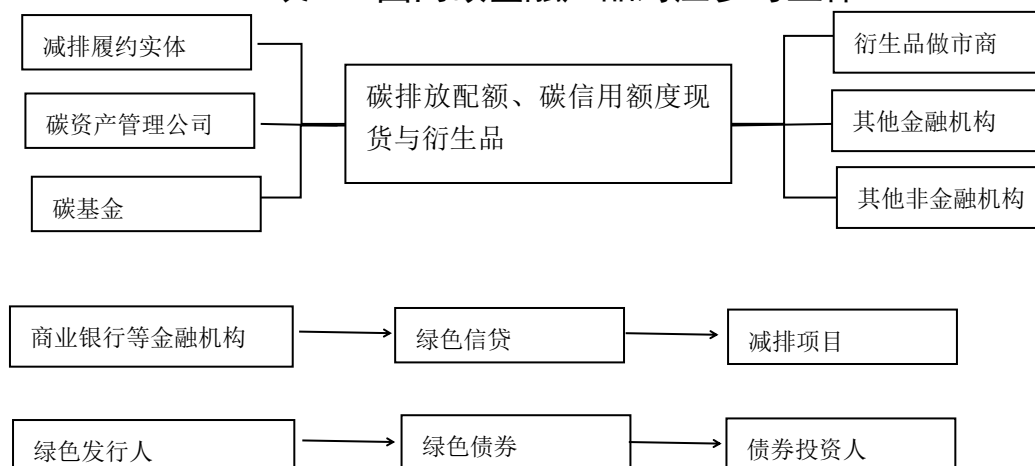 减排履约实体
衍生品做市商
碳排放配额、碳信用额度现
货与衍生品
碳资产管理公司
其他金融机构
碳基金
其他非金融机构
商业银行等金融机构
绿色信贷
减排项目
绿色发行人
绿色债券
债券投资人